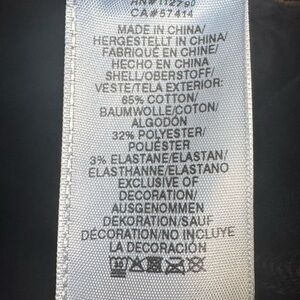 RN#112790
CA#57414
MADE IN CHINA/
HERGESTELLT IN CHINA/
FABRIQUÉ EN CHINE/
HECHO EN CHINA
SHELL/OBERSTOFF/
VESTE/TELA EXTERIOR:
65% COTTON/
BAUMWOLLE/COTON/
ALGODÓN
32% POLYESTER/
POLIÉSTER
3% ELASTANE/ELASTAN/
ELASTHANNE/ELASTANO
EXCLUSIVE OF
DECORATION/
AUSGENOMMEN
DEKORATION/SAUF
DÉCORATION/NO INCLUYE
LA DECORACIÓN